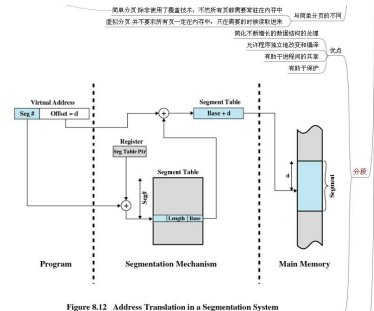 简单分页:除非使用了覆盖技术,不然所有页都需要常驻在内存中
虚拟分页:并不要求所有页一定在内存中,只在需要的时候读取进来
与简单分页的不同
简化不断增长的数据结构的处理
允许程序独立地改变和编译
有助于进程间的共享
有助于保护
优点
分段
Virtual Address
Seg #
Offset = d
Segment Table
Base + d
Register
Seg Table Ptr
Segment Table
Seg#
Length
Base
d
Segment
Program
Segmentation Mechanism
Main Memory
Figure 8.12 Address Translation in a Segmentation System